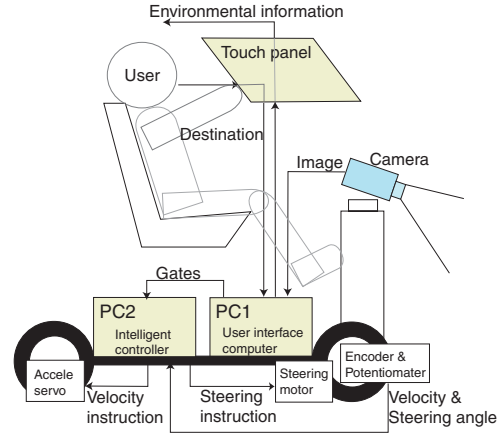 Environmental information
Touch panel
User
Destination
Image
Camera
Gates
PC2
Intelligent
controller
PC1
User interface
computer
Accele
servo
Velocity
instruction
Steering
instruction
Steering
motor
Encoder &
Potentiomater
Velocity &
Steering angle